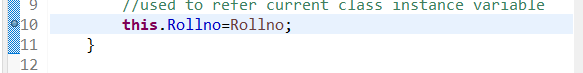 9 //used to refer current class instance variable
10 this.Rollno=Rollno;
11 }
12